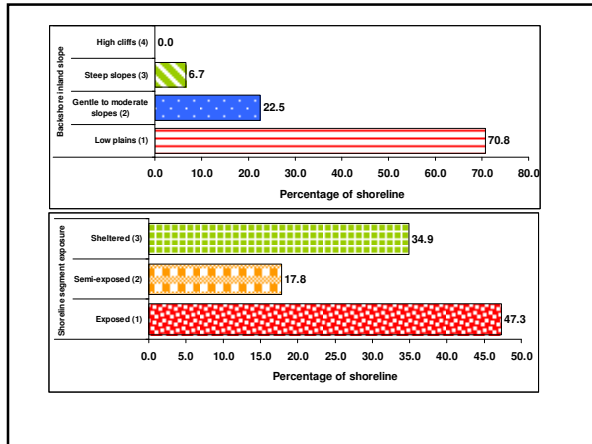 Backshore inland slope
High cliffs (4)
0.0
Steep slopes (3)
6.7
Gentle to moderate
slopes (2)
22.5
Low plains (1)
70.8
0.0 10.0 20.0 30.0 40.0 50.0 60.0 70.0 80.0
Percentage of shoreline
Shoreline segment exposure
Sheltered (3)
34.9
Semi-exposed (2)
17.8
Exposed (1)
47.3
0.0 5.0 10.0 15.0 20.0 25.0 30.0 35.0 40.0 45.0 50.0
Percentage of shoreline